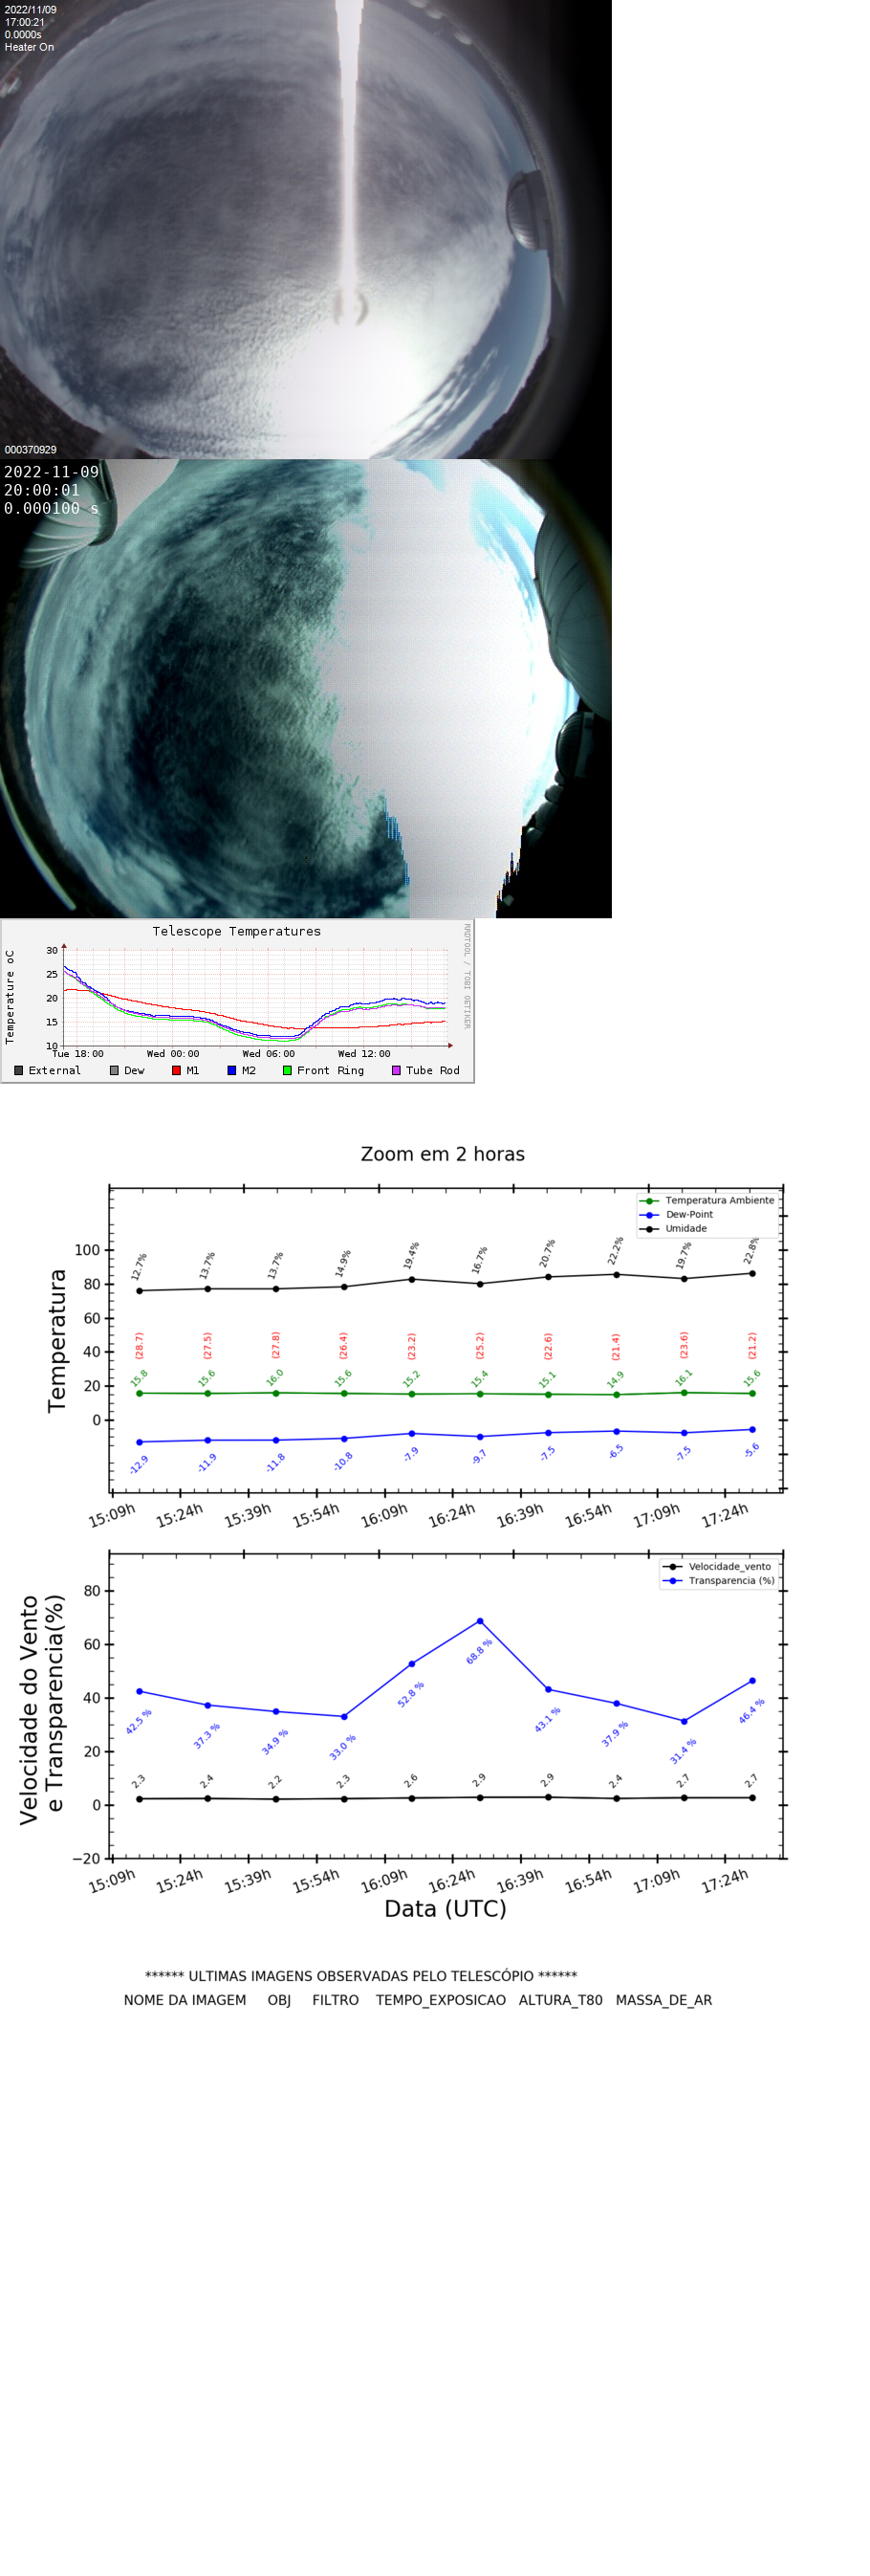 2022/11/09
17:00:21
0.0000s
Heater On
000370929
2022-11-09
20:00:01
0.000100 s
Telescope Temperatures
Temperature oC
30
25
20
15
10
Tue 18:00 Wed 00:00 Wed 06:00 Wed 12:00
External Dew M1 M2 Front Ring Tube Rod
RRDTOOL / TOBI OETIKER
Zoom em 2 horas
Temperatura Ambiente
Dew-Point
Umidade
Temperatura
100
80
60
40
20
0
12.7% 13.7% 13.7% 14.9% 19.4% 16.7% 20.7% 22.2% 19.7% 22.8%
(28.7) (27.5) (27.8) (26.4) (23.2) (25.2) (22.6) (21.4) (23.6) (21.2)
15.8 15.6 16.0 15.6 15.2 15.4 15.1 14.9 16.1 15.6
-12.9 -11.9 -11.8 -10.8 -7.9 -9.7 -7.5 -6.5 -7.5 -5.6
15:09h 15:24h 15:39h 15:54h 16:09h 16:24h 16:39h 16:54h 17:09h 17:24h
Velocidade_vento
Transparencia (%)
Velocidade do Vento
e Transparencia(%)
80
60
40
20
0
−20
42.5 % 37.3 % 34.9 % 33.0 % 52.8 % 68.8 % 43.1 % 37.9 % 31.4 % 46.4 %
2.3 2.4 2.2 2.3 2.6 2.9 2.9 2.4 2.7 2.7
15:09h 15:24h 15:39h 15:54h 16:09h 16:24h 16:39h 16:54h 17:09h 17:24h
Data (UTC)
****** ULTIMAS IMAGENS OBSERVADAS PELO TELESCÓPIO ******
NOME DA IMAGEM OBJ FILTRO TEMPO_EXPOSICAO ALTURA_T80 MASSA_DE_AR